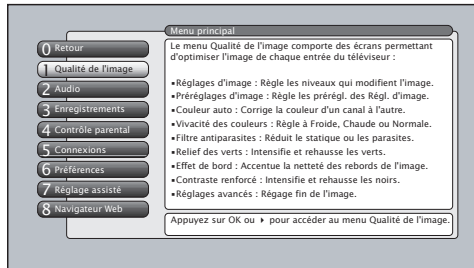 Menu principal
0 Retour
1 Qualité de l'image
2 Audio
3 Enregistrements
4 Contrôle parental
5 Connexions
6 Préférences
7 Réglage assisté
8 Navigateur Web
Le menu Qualité de l'image comporte des écrans permettant
d'optimiser l'image de chaque entrée du téléviseur :
▪Réglages d'image : Règle les niveaux qui modifient l'image.
▪Préréglages d'image : Règle les prérégl. des Régl. d'image.
▪Couleur auto : Corrige la couleur d'un canal à l'autre.
▪Vivacité des couleurs : Règle à Froide, Chaude ou Normale.
▪Filtre antiparasites : Réduit le statique ou les parasites.
▪Relief des verts : Intensifie et rehausse les verts.
▪Effet de bord : Accentue la netteté des rebords de l'image.
▪Contraste renforcé : Intensifie et rehausse les noirs.
▪Réglages avancés : Régage fin de l'image.
Appuyez sur OK ou ▸ pour accéder au menu Qualité de l'image.